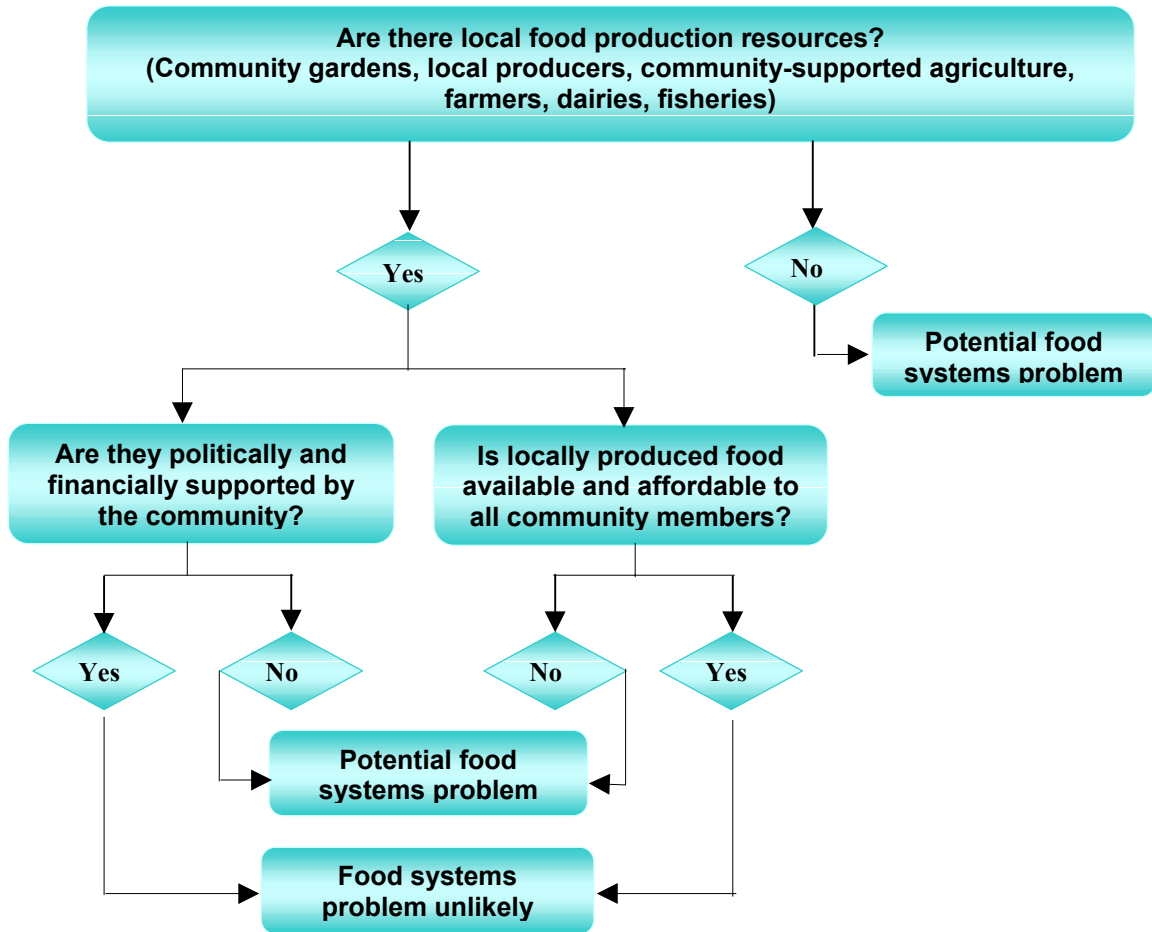 Are there local food production resources?
(Community gardens, local producers, community-supported agriculture,
farmers, dairies, fisheries)
Yes
No
Potential food
systems problem
Are they politically and
financially supported by
the community?
Is locally produced food
available and affordable to
all community members?
Yes
No
No
Yes
Potential food
systems problem
Food systems
problem unlikely